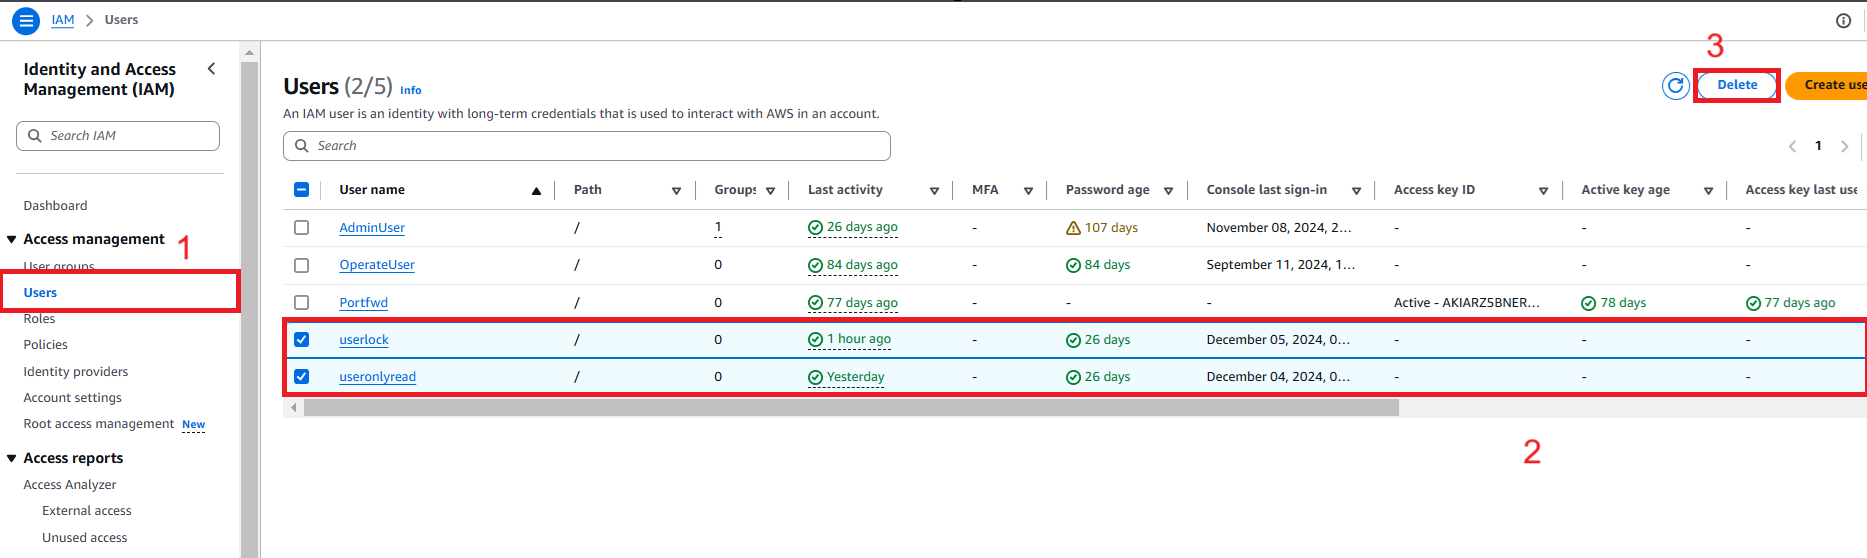 IAM > Users
Identity and Access
Management (IAM)
Search IAM
Dashboard
Access management
1
User groups
Users
Roles
Policies
Identity providers
Account settings
Root access management New
Access reports
Access Analyzer
External access
Unused access
3
Users (2/5) Info
Delete
Create use
An IAM user is an identity with long-term credentials that is used to interact with AWS in an account.
Search
1
User name Path Groups Last activity MFA Password age Console last sign-in Access key ID Active key age Access key last use
AdminUser / 1 26 days ago - 107 days November 08, 2024, 2... - - -
OperateUser / 0 84 days ago - 84 days September 11, 2024, 1... - - -
Portfwd / 0 77 days ago - - - Active - AKIARZ5BNER... 78 days 77 days ago
userlock / 0 1 hour ago - 26 days December 05, 2024, 0... - - -
useronlyread / 0 Yesterday - 26 days December 04, 2024, 0... - - -
2